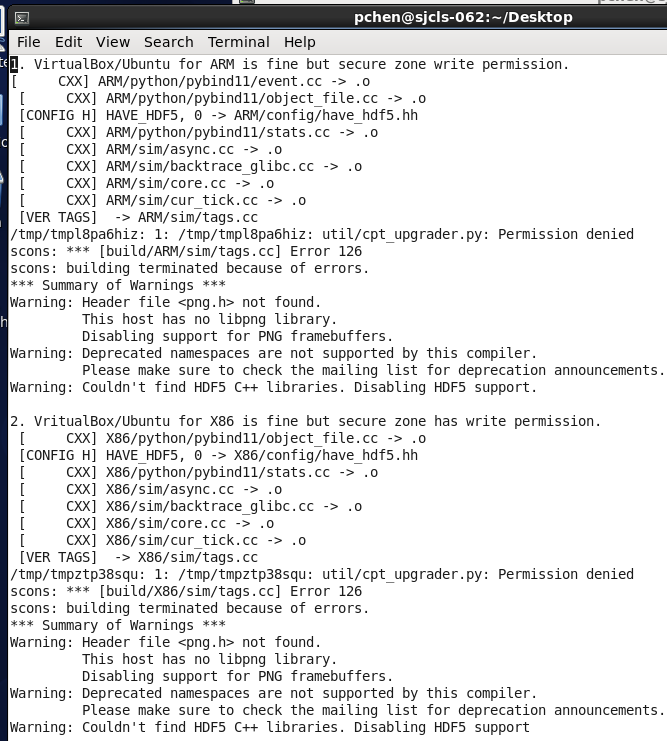 pchen@sjcls-062:~/Desktop
File Edit View Search Terminal Help
1. VirtualBox/Ubuntu for ARM is fine but secure zone write permission.
[     CXX] ARM/python/pybind11/event.cc -> .o
[     CXX] ARM/python/pybind11/object_file.cc -> .o
[CONFIG H] HAVE_HDF5, 0 -> ARM/config/have_hdf5.hh
[     CXX] ARM/python/pybind11/stats.cc -> .o
[     CXX] ARM/sim/async.cc -> .o
[     CXX] ARM/sim/backtrace_glibc.cc -> .o
[     CXX] ARM/sim/core.cc -> .o
[     CXX] ARM/sim/cur_tick.cc -> .o
[VER TAGS]  -> ARM/sim/tags.cc
/tmp/tmpl8pa6hiz: 1: /tmp/tmpl8pa6hiz: util/cpt_upgrader.py: Permission denied
scons: *** [build/ARM/sim/tags.cc] Error 126
scons: building terminated because of errors.
*** Summary of Warnings ***
Warning: Header file <png.h> not found.
This host has no libpng library.
Disabling support for PNG framebuffers.
Warning: Deprecated namespaces are not supported by this compiler.
Please make sure to check the mailing list for deprecation announcements.
Warning: Couldn't find HDF5 C++ libraries. Disabling HDF5 support.
2. VritualBox/Ubuntu for X86 is fine but secure zone has write permission.
[     CXX] X86/python/pybind11/object_file.cc -> .o
[CONFIG H] HAVE_HDF5, 0 -> X86/config/have_hdf5.hh
[     CXX] X86/python/pybind11/stats.cc -> .o
[     CXX] X86/sim/async.cc -> .o
[     CXX] X86/sim/backtrace_glibc.cc -> .o
[     CXX] X86/sim/core.cc -> .o
[     CXX] X86/sim/cur_tick.cc -> .o
[VER TAGS]  -> X86/sim/tags.cc
/tmp/tmpztp38squ: 1: /tmp/tmpztp38squ: util/cpt_upgrader.py: Permission denied
scons: *** [build/X86/sim/tags.cc] Error 126
scons: building terminated because of errors.
*** Summary of Warnings ***
Warning: Header file <png.h> not found.
This host has no libpng library.
Disabling support for PNG framebuffers.
Warning: Deprecated namespaces are not supported by this compiler.
Please make sure to check the mailing list for deprecation announcements.
Warning: Couldn't find HDF5 C++ libraries. Disabling HDF5 support